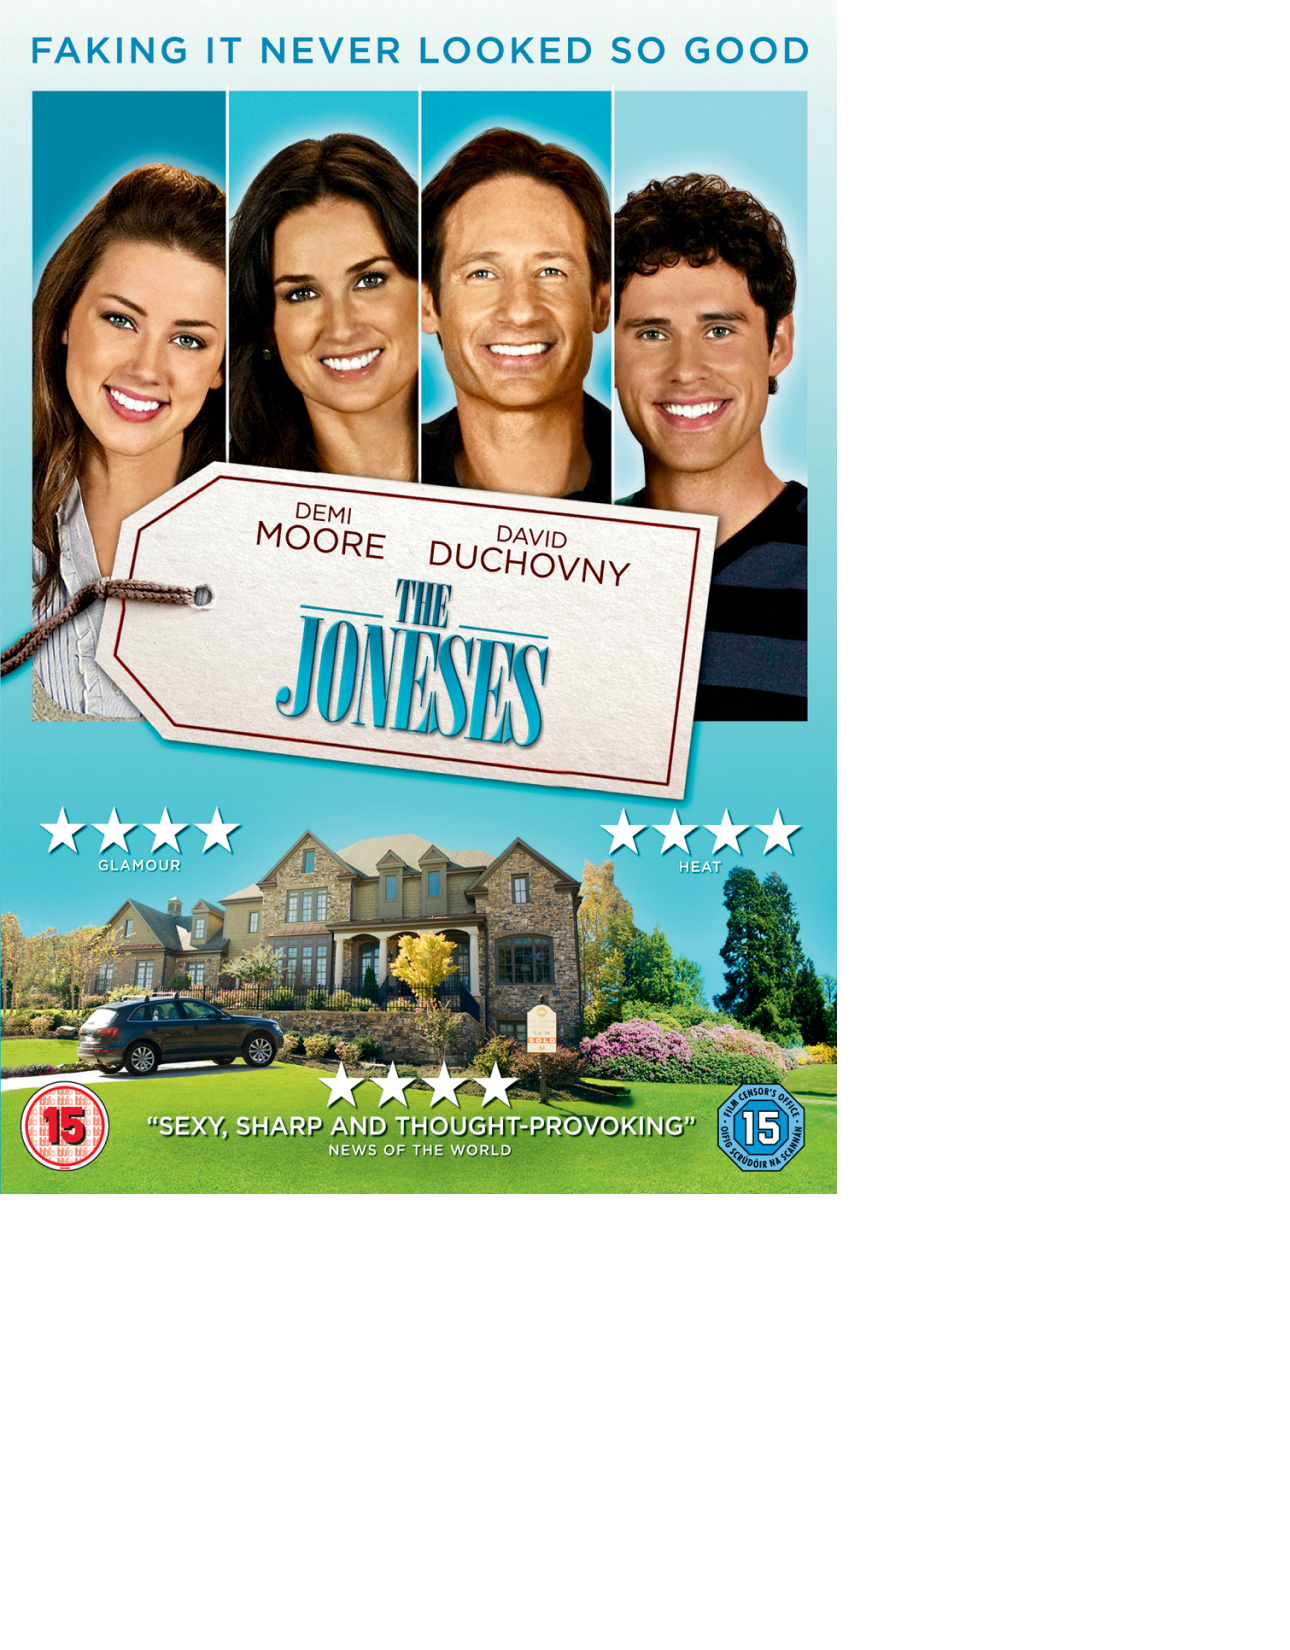 FAKING IT NEVER LOOKED SO GOOD
DEMI
MOORE
DAVID
DUCHOVNY
THE
JONESES
GLAMOUR
HEAT
SOLD
15
"SEXY, SHARP AND THOUGHT-PROVOKING"
NEWS OF THE WORLD
FILM CENSOR'S OFFICE
15
OIFIG SCRÚDÓIR NA SCANNÁN